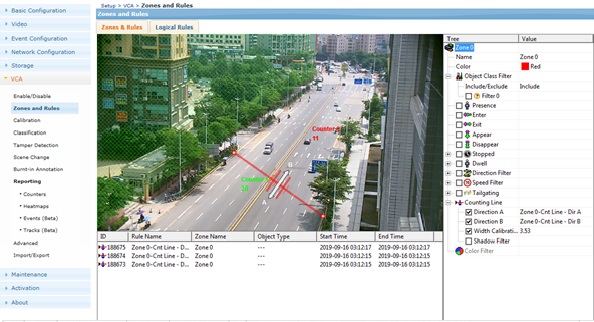 Setup > VCA > Zones and Rules
Zones and Rules
Zones & Rules
Logical Rules
Basic Configuration
Video
Event Configuration
Network Configuration
Storage
VCA
Enable/Disable
Zones and Rules
Calibration
Classification
Tamper Detection
Scene Change
Burnt-in Annotation
Reporting
• Counters
• Heatmaps
• Events (Beta)
• Tracks (Beta)
Advanced
Import/Export
Maintenance
Activation
About
Counter
11
Counter
A
ID Rule Name Zone Name Object Type Start Time End Time
188675 Zone 0~Cnt Line - D... Zone 0 --- 2019-09-16 03:12:17 2019-09-16 03:12:17
188674 Zone 0~Cnt Line - D... Zone 0 --- 2019-09-16 03:12:15 2019-09-16 03:12:15
188673 Zone 0~Cnt Line - D... Zone 0 --- 2019-09-16 03:12:15 2019-09-16 03:12:15
Tree Value
Zone 0
Name Zone 0
Color Red
Object Class Filter
Include/Exclude Include
Filter 0
Presence
Enter
Exit
Appear
Disappear
Stopped
Dwell
Direction Filter
Speed Filter
Tailgating
Counting Line
Direction A Zone 0~Cnt Line - Dir A
Direction B Zone 0~Cnt Line - Dir B
Width Calibrati... 3.53
Shadow Filter
Color Filter